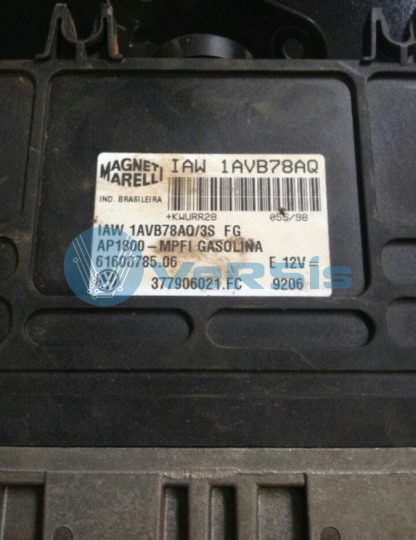 MAGNETI MARELLI IAW 1AVB78AQ
IND. BRASILEIRA
+KWURR28 055/98
IAW 1AVB78AQ/3S FG
AP1800-MPFI GASOLINA
61600785.06 E 12V=
377906021.FC 9206
Versis